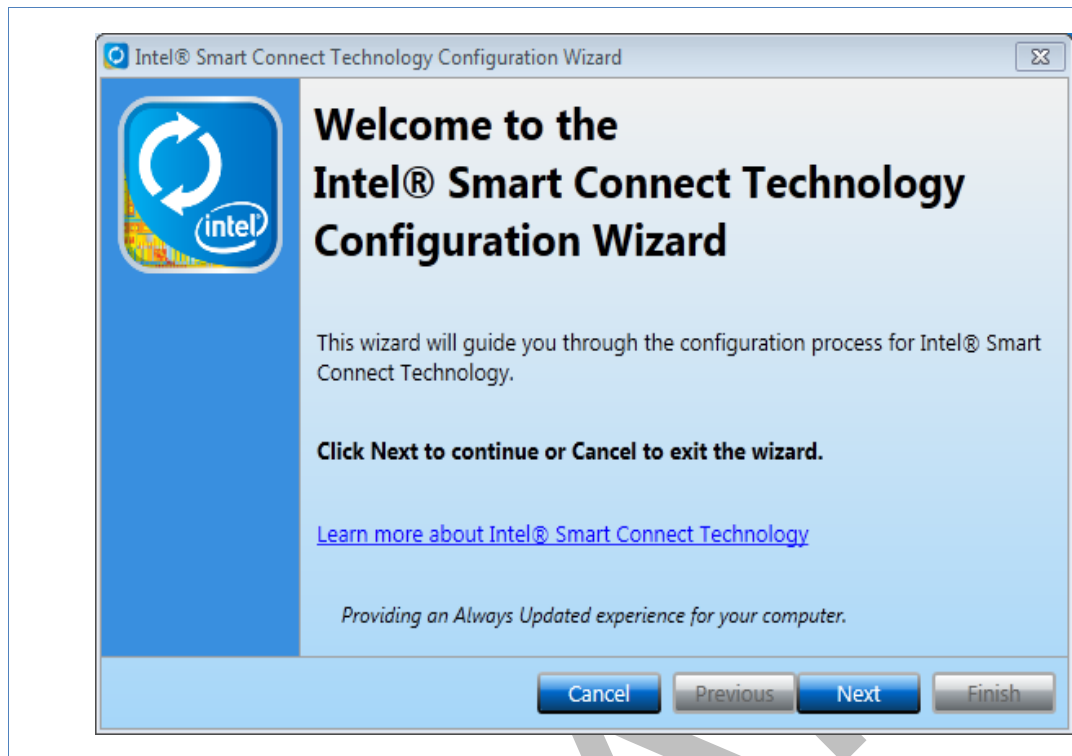 Intel® Smart Connect Technology Configuration Wizard
Welcome to the
Intel® Smart Connect Technology
Configuration Wizard
intel®
This wizard will guide you through the configuration process for Intel® Smart
Connect Technology.
Click Next to continue or Cancel to exit the wizard.
Learn more about Intel® Smart Connect Technology
Providing an Always Updated experience for your computer.
Cancel Previous Next Finish